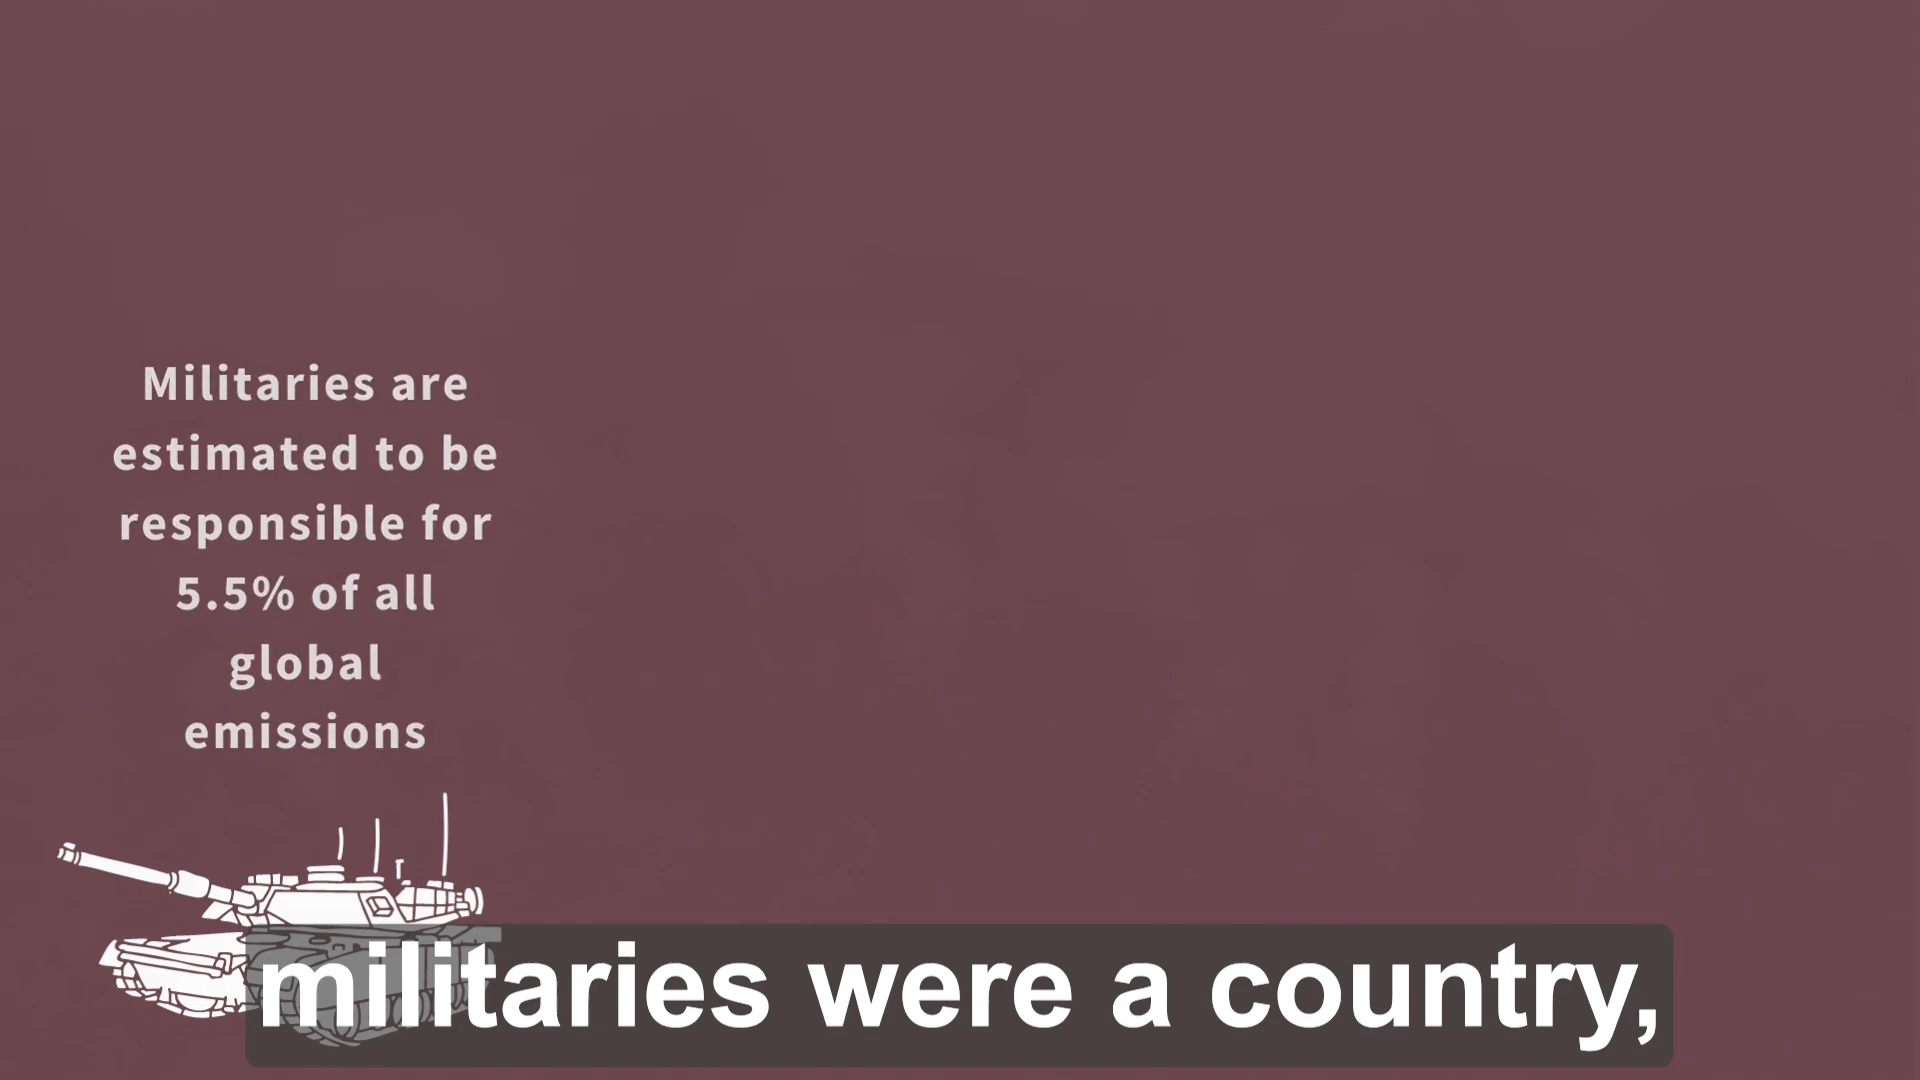 Militaries are
estimated to be
responsible for
5.5% of all
global
emissions
militaries were a country,